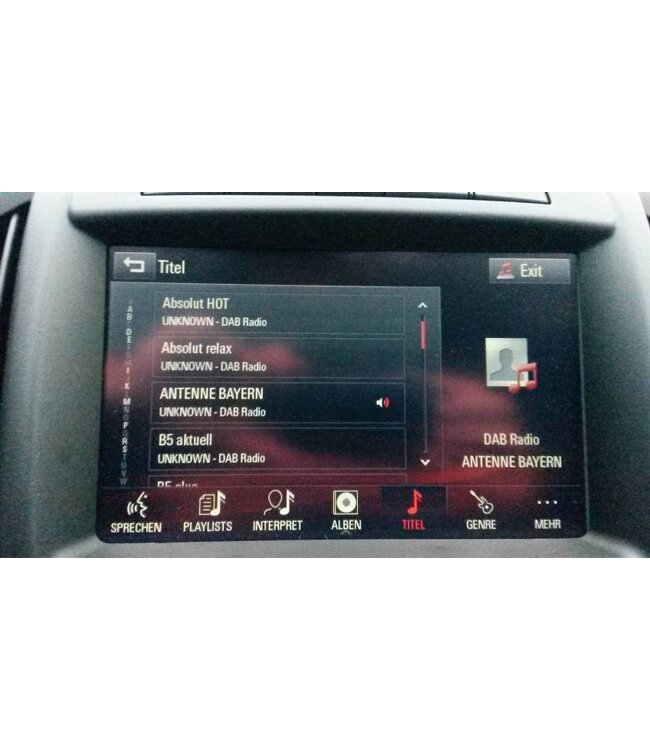 Titel
Exit
Absolut HOT
UNKNOWN - DAB Radio
Absolut relax
UNKNOWN - DAB Radio
ANTENNE BAYERN
UNKNOWN - DAB Radio
B5 aktuell
UNKNOWN - DAB Radio
DAB Radio
ANTENNE BAYERN
SPRECHEN
PLAYLISTS
INTERPRET
ALBEN
TITEL
GENRE
MEHR